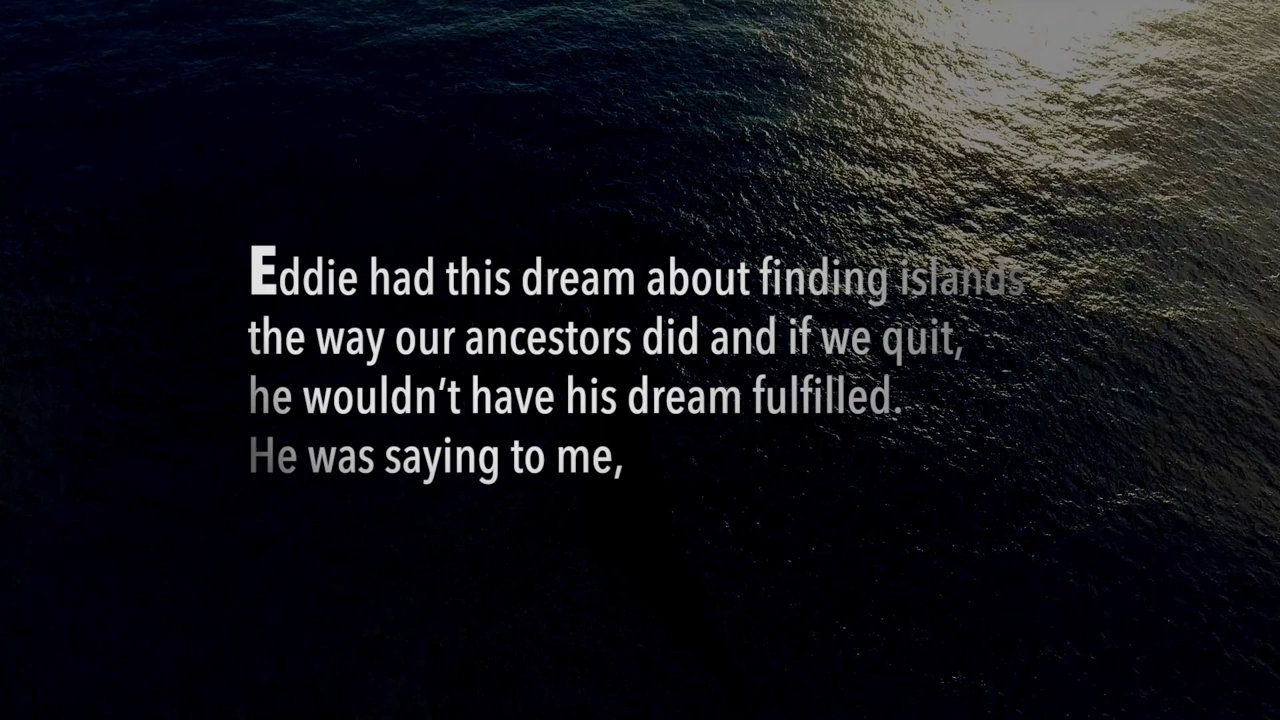 Eddie had this dream about finding islands
the way our ancestors did and if we quit,
he wouldn’t have his dream fulfilled.
He was saying to me,